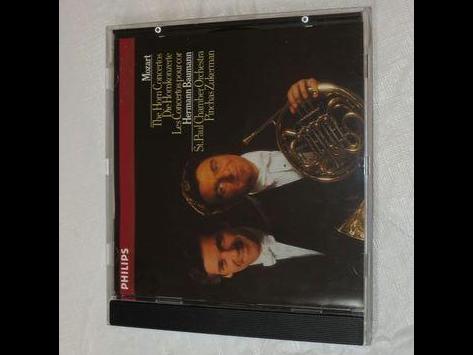 Mozart
The Horn Concertos
Die Hornkonzerte
Les Concertos pour cor
Hermann Baumann
St. Paul Chamber Orchestra
Pinchas Zukerman
PHILIPS